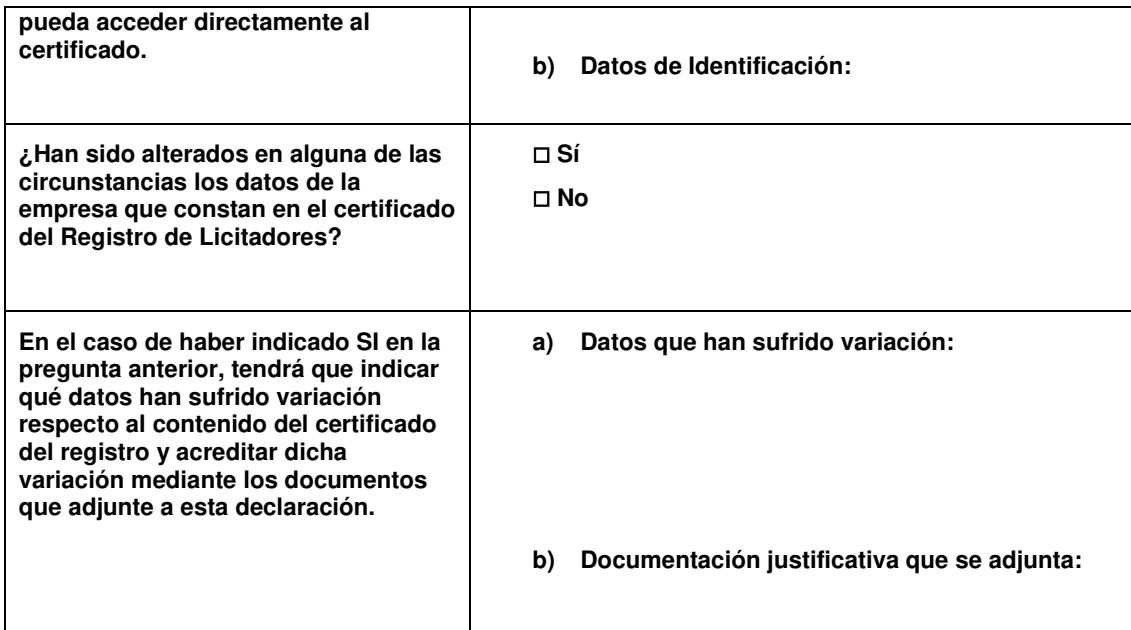 pueda acceder directamente al
certificado.
b) Datos de Identificación:
¿Han sido alterados en alguna de las
circunstancias los datos de la
empresa que constan en el certificado
del Registro de Licitadores?
□ Sí
□ No
En el caso de haber indicado SI en la
pregunta anterior, tendrá que indicar
qué datos han sufrido variación
respecto al contenido del certificado
del registro y acreditar dicha
variación mediante los documentos
que adjunte a esta declaración.
a) Datos que han sufrido variación:
b) Documentación justificativa que se adjunta: